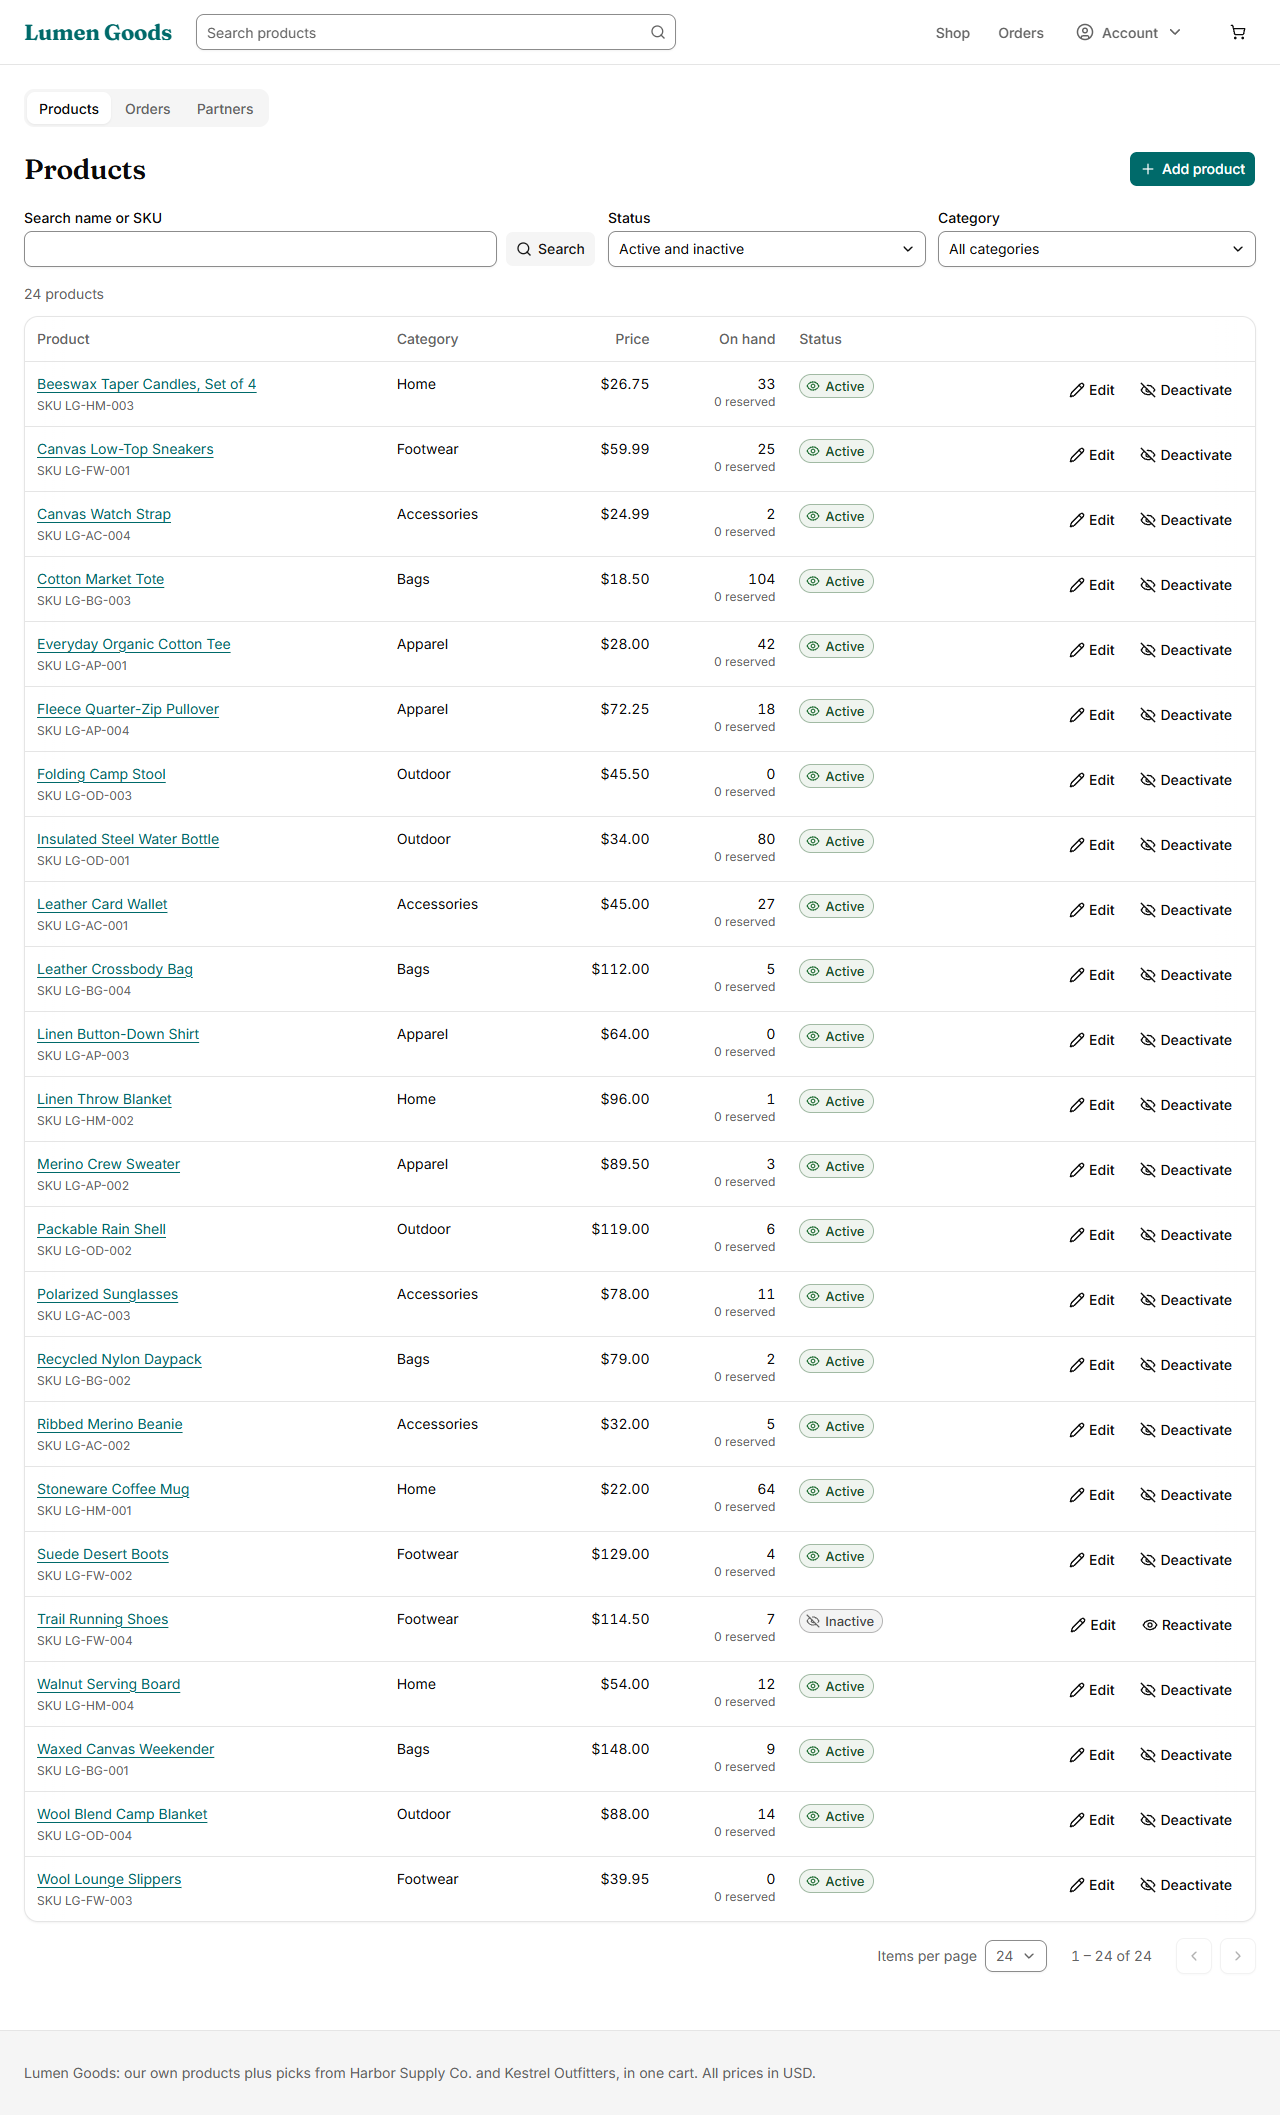 Lumen Goods
Search products
Shop
Orders
Account
Products
Orders
Partners
Products
Add product
Search name or SKU
Status
Category
Search
Active and inactive
All categories
24 products
Product Category Price On hand Status
Beeswax Taper Candles, Set of 4 Home $26.75 33 Active Edit Deactivate
SKU LG-HM-003 0 reserved
Canvas Low-Top Sneakers Footwear $59.99 25 Active Edit Deactivate
SKU LG-FW-001 0 reserved
Canvas Watch Strap Accessories $24.99 2 Active Edit Deactivate
SKU LG-AC-004 0 reserved
Cotton Market Tote Bags $18.50 104 Active Edit Deactivate
SKU LG-BG-003 0 reserved
Everyday Organic Cotton Tee Apparel $28.00 42 Active Edit Deactivate
SKU LG-AP-001 0 reserved
Fleece Quarter-Zip Pullover Apparel $72.25 18 Active Edit Deactivate
SKU LG-AP-004 0 reserved
Folding Camp Stool Outdoor $45.50 0 Active Edit Deactivate
SKU LG-OD-003 0 reserved
Insulated Steel Water Bottle Outdoor $34.00 80 Active Edit Deactivate
SKU LG-OD-001 0 reserved
Leather Card Wallet Accessories $45.00 27 Active Edit Deactivate
SKU LG-AC-001 0 reserved
Leather Crossbody Bag Bags $112.00 5 Active Edit Deactivate
SKU LG-BG-004 0 reserved
Linen Button-Down Shirt Apparel $64.00 0 Active Edit Deactivate
SKU LG-AP-003 0 reserved
Linen Throw Blanket Home $96.00 1 Active Edit Deactivate
SKU LG-HM-002 0 reserved
Merino Crew Sweater Apparel $89.50 3 Active Edit Deactivate
SKU LG-AP-002 0 reserved
Packable Rain Shell Outdoor $119.00 6 Active Edit Deactivate
SKU LG-OD-002 0 reserved
Polarized Sunglasses Accessories $78.00 11 Active Edit Deactivate
SKU LG-AC-003 0 reserved
Recycled Nylon Daypack Bags $79.00 2 Active Edit Deactivate
SKU LG-BG-002 0 reserved
Ribbed Merino Beanie Accessories $32.00 5 Active Edit Deactivate
SKU LG-AC-002 0 reserved
Stoneware Coffee Mug Home $22.00 64 Active Edit Deactivate
SKU LG-HM-001 0 reserved
Suede Desert Boots Footwear $129.00 4 Active Edit Deactivate
SKU LG-FW-002 0 reserved
Trail Running Shoes Footwear $114.50 7 Inactive Edit Reactivate
SKU LG-FW-004 0 reserved
Walnut Serving Board Home $54.00 12 Active Edit Deactivate
SKU LG-HM-004 0 reserved
Waxed Canvas Weekender Bags $148.00 9 Active Edit Deactivate
SKU LG-BG-001 0 reserved
Wool Blend Camp Blanket Outdoor $88.00 14 Active Edit Deactivate
SKU LG-OD-004 0 reserved
Wool Lounge Slippers Footwear $39.95 0 Active Edit Deactivate
SKU LG-FW-003 0 reserved
Items per page 24 1 – 24 of 24
Lumen Goods: our own products plus picks from Harbor Supply Co. and Kestrel Outfitters, in one cart. All prices in USD.